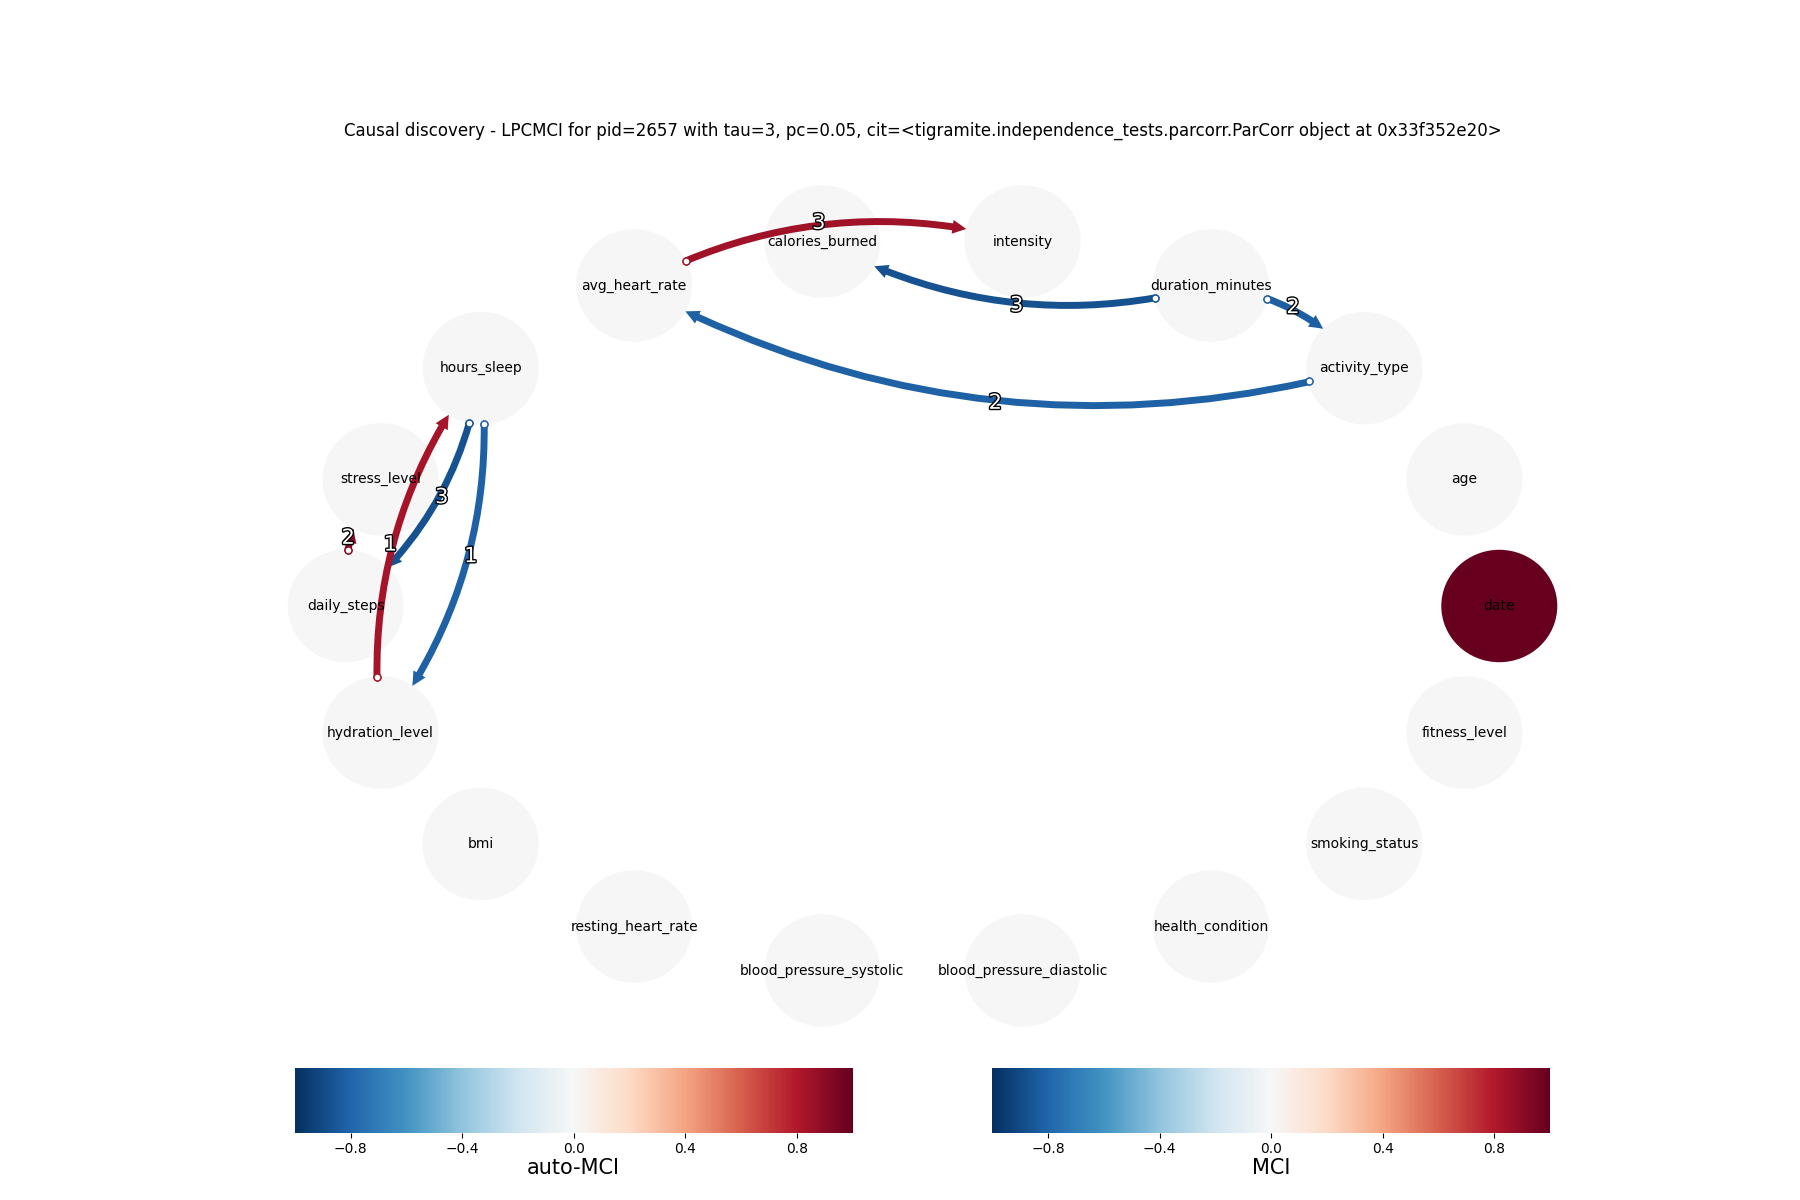 Causal discovery - LPCMCI for pid=2657 with tau=3, pc=0.05, cit=<tigramite.independence_tests.parcorr.ParCorr object at 0x33f352e20>
3
calories_burned
intensity
avg_heart_rate
duration_minutes
3
2
hours_sleep
activity_type
2
stress_level
age
3
2
1
1
daily_steps
date
hydration_level
fitness_level
bmi
smoking_status
resting_heart_rate
health_condition
blood_pressure_systolic
blood_pressure_diastolic
−0.8 −0.4 0.0 0.4 0.8
auto-MCI
−0.8 −0.4 0.0 0.4 0.8
MCI